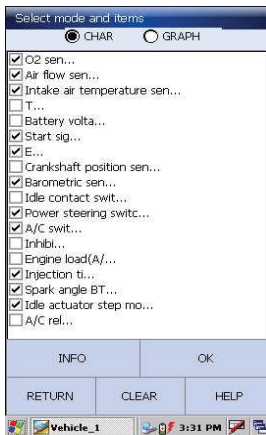 Select mode and items
CHAR GRAPH
O2 sen...
Air flow sen...
Intake air temperature sen...
T...
Battery volta...
Start sig...
E...
Crankshaft position sen...
Barometric sen...
Idle contact swit...
Power steering switc...
A/C swit...
Inhibi...
Engine load(A/...
Injection ti...
Spark angle BT...
Idle actuator step mo...
A/C rel...
INFO OK
RETURN CLEAR HELP
Vehicle_1 3:31 PM